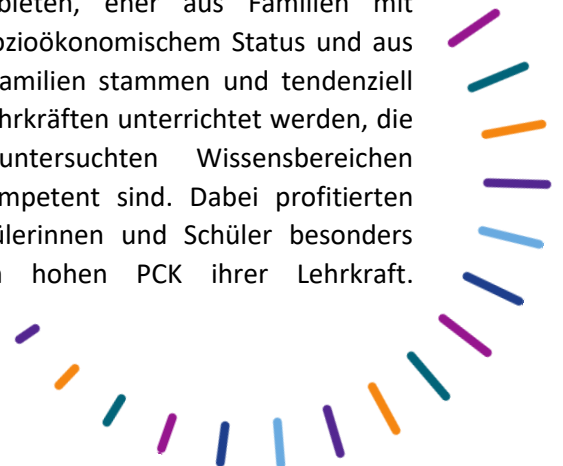 bieten, eher aus Familien mit
ozioökonomischem Status und aus
amilien stammen und tendenziell
hrkräften unterrichtet werden, die
untersuchten Wissensbereichen
mpetent sind. Dabei profitierten
ülerinnen und Schüler besonders
hohen PCK ihrer Lehrkraft.